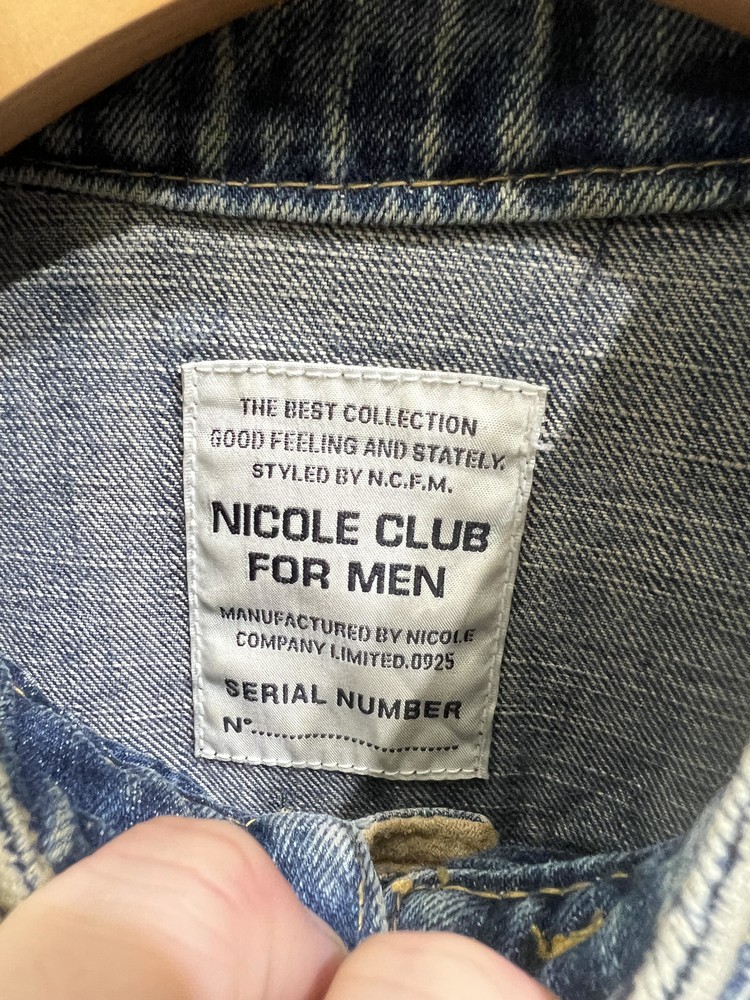 THE BEST COLLECTION
GOOD FEELING AND STATELY.
STYLED BY N.C.F.M.
NICOLE CLUB
FOR MEN
MANUFACTURED BY NICOLE
COMPANY LIMITED.0925
SERIAL NUMBER
N°........................